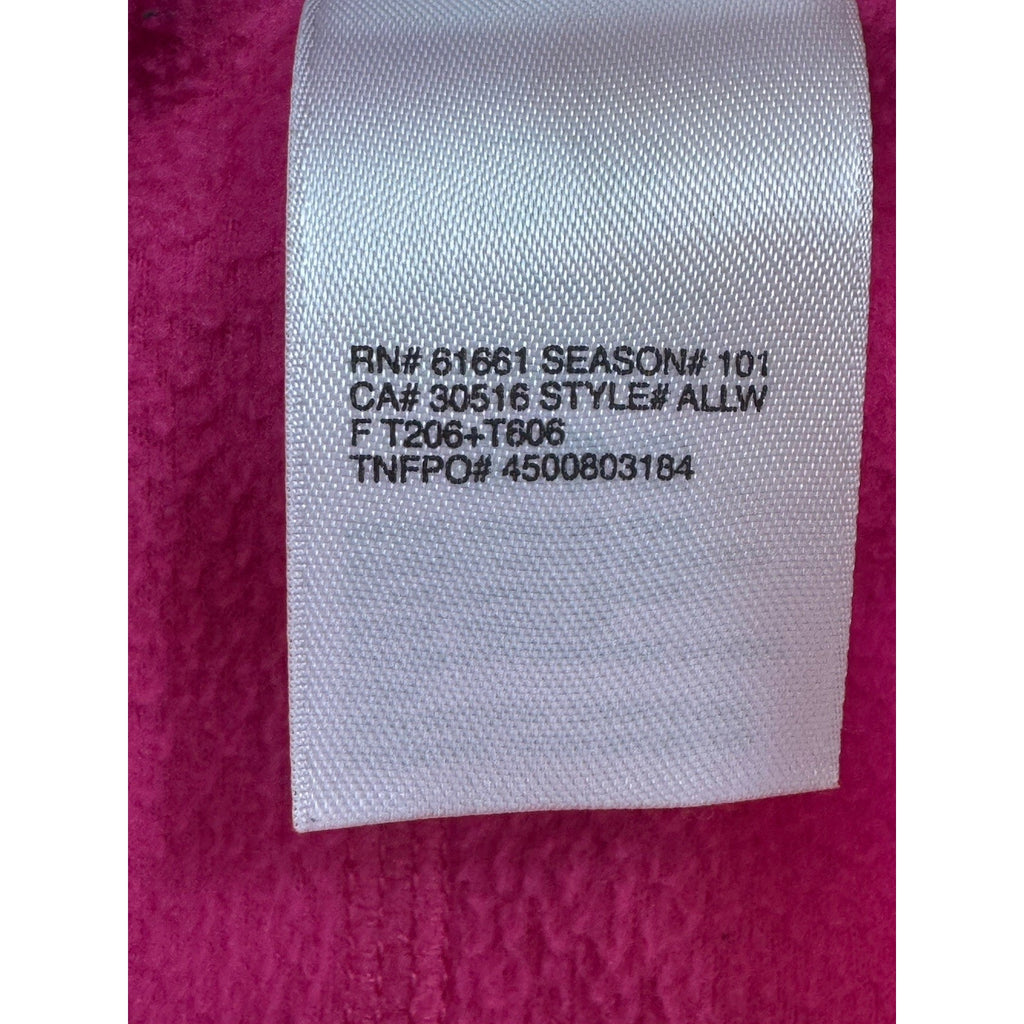 RN# 61661 SEASON# 101
CA# 30516 STYLE# ALLW
F T206+T606
TNFPO# 4500803184